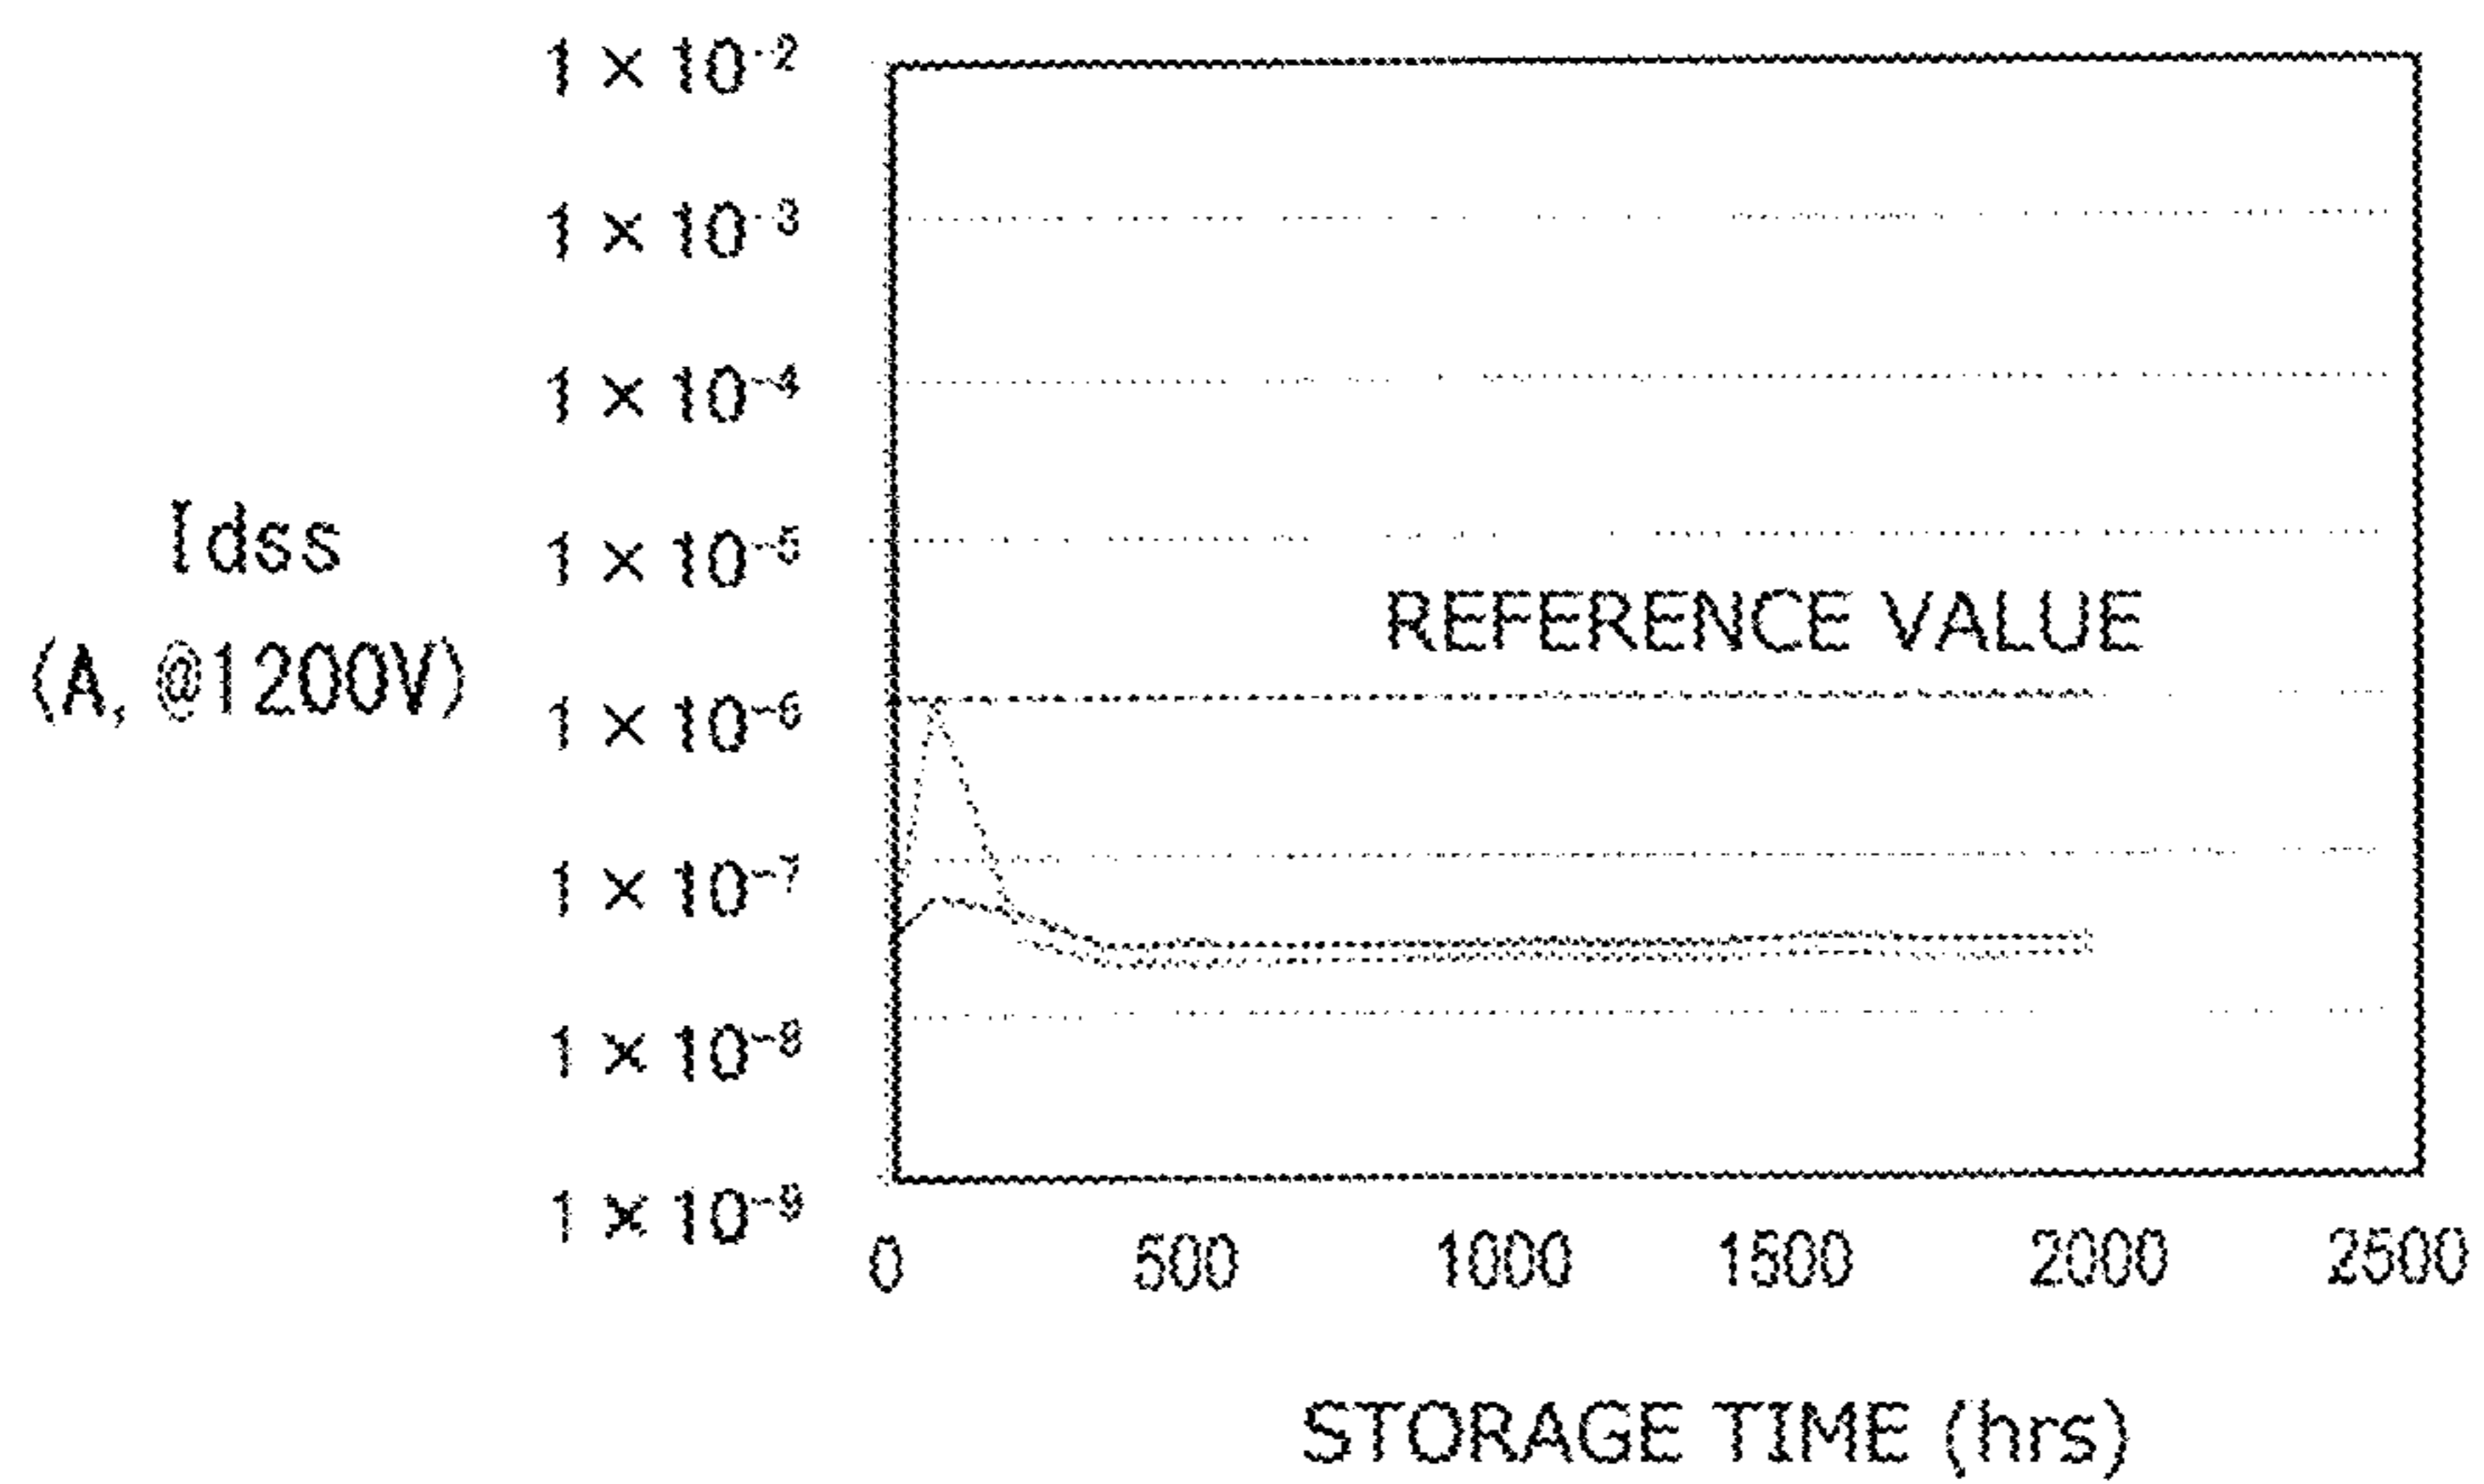 1 × 10⁻²
1 × 10⁻³
1 × 10⁻⁴
1 × 10⁻⁵
1 × 10⁻⁶
1 × 10⁻⁷
1 × 10⁻⁸
1 × 10⁻⁹
Idss
(A, @1200V)
REFERENCE VALUE
0 500 1000 1500 2000 2500
STORAGE TIME (hrs)